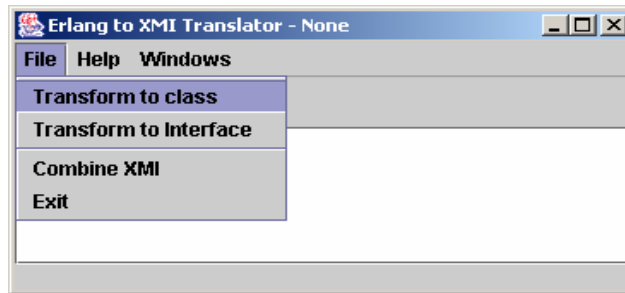 Erlang to XMI Translator - None
File Help Windows
Transform to class
Transform to Interface
Combine XMI
Exit